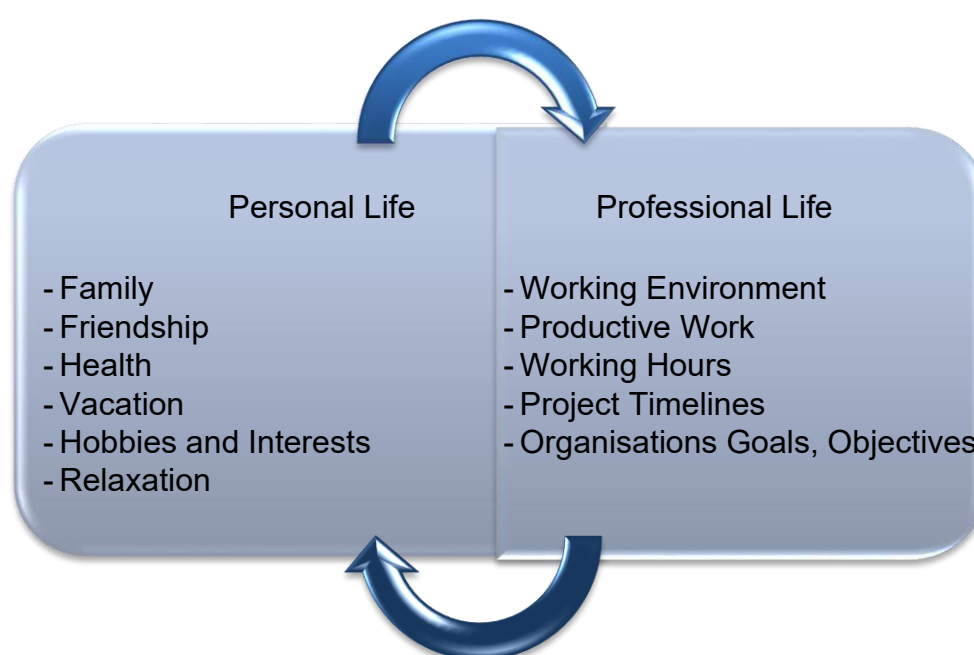 Personal Life
- Family
- Friendship
- Health
- Vacation
- Hobbies and Interests
- Relaxation
Professional Life
- Working Environment
- Productive Work
- Working Hours
- Project Timelines
- Organisations Goals, Objectives